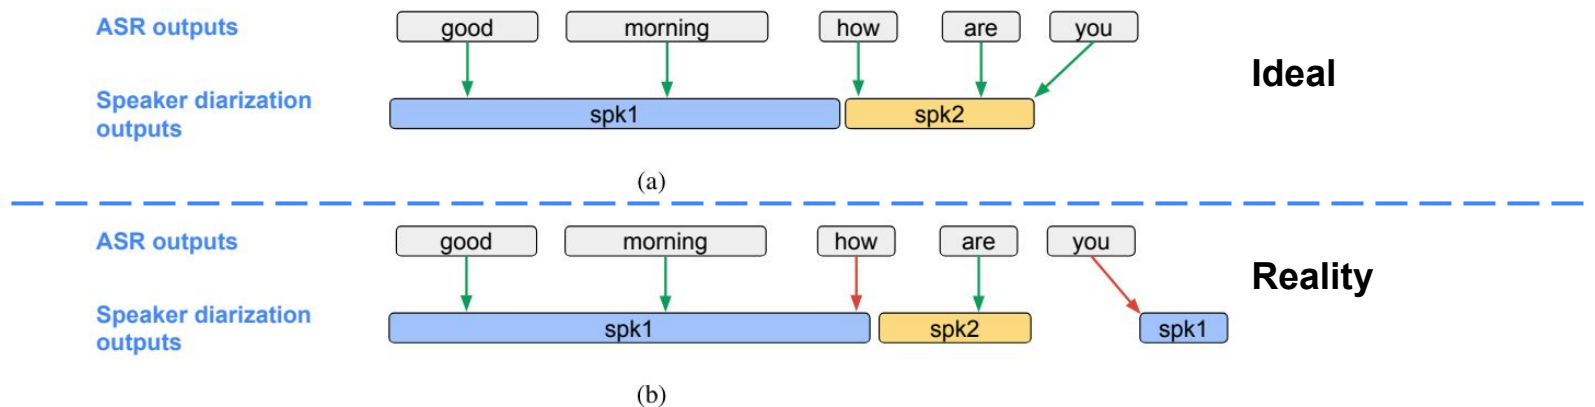 ASR outputs
good morning how are you
Ideal
Speaker diarization
outputs
spk1 spk2
(a)
ASR outputs
good morning how are you
Reality
Speaker diarization
outputs
spk1 spk2 spk1
(b)